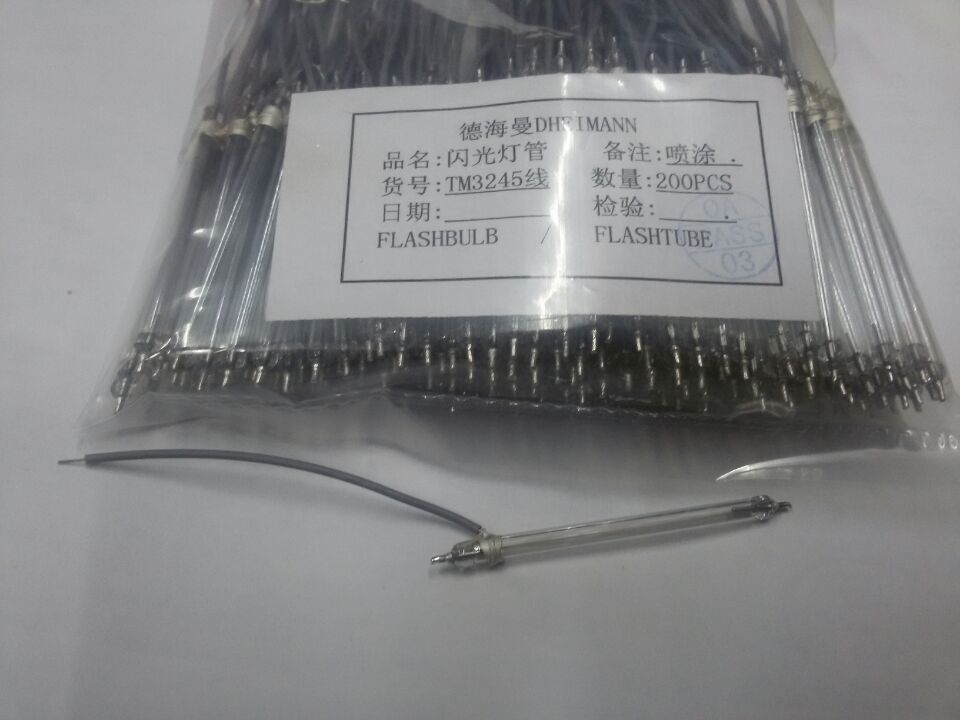 德海曼DHEIMANN
品名:闪光灯管 备注:喷涂.
货号:TM3245线 数量:200PCS
日期: 检验: .
FLASHBULB / FLASHTUBE
ASS
03